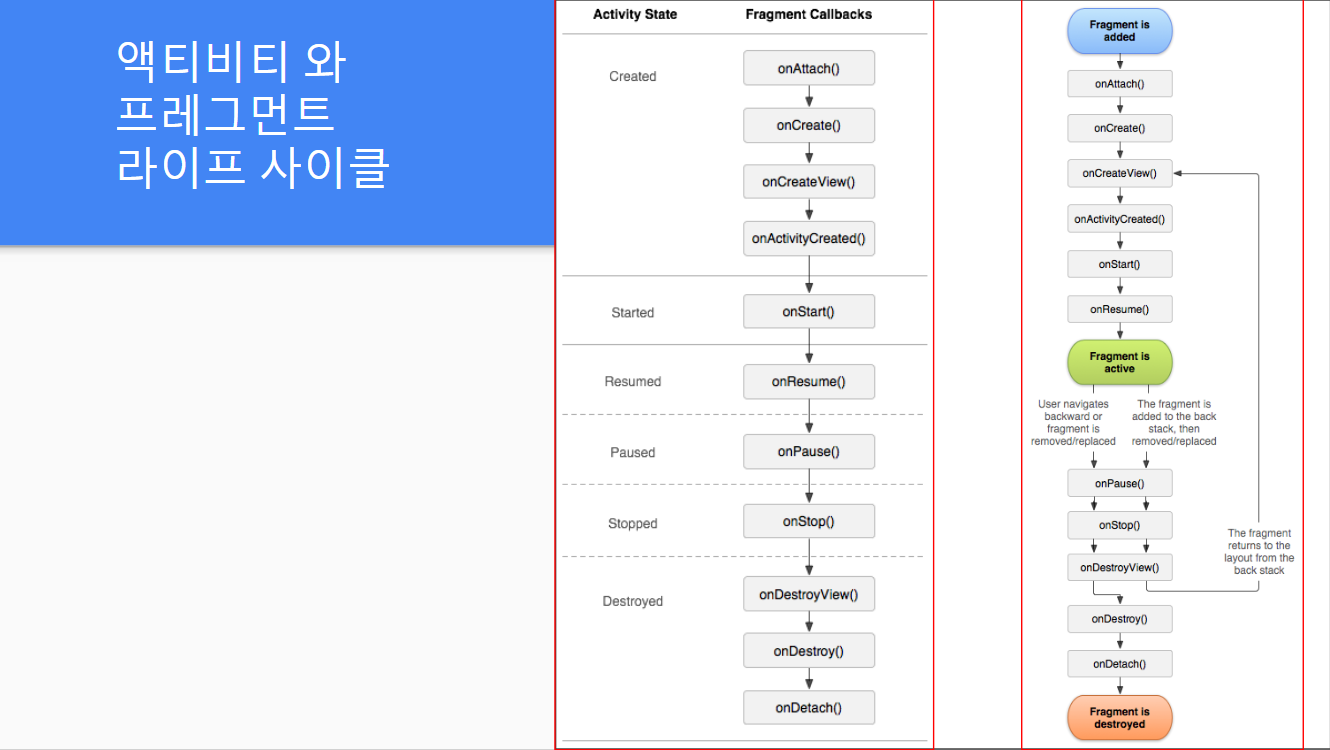 액티비티 와
프레그먼트
라이프 사이클
Activity State
Fragment Callbacks
Created
onAttach()
onCreate()
onCreateView()
onActivityCreated()
Started
onStart()
Resumed
onResume()
Paused
onPause()
Stopped
onStop()
Destroyed
onDestroyView()
onDestroy()
onDetach()
Fragment is
added
onAttach()
onCreate()
onCreateView()
onActivityCreated()
onStart()
onResume()
Fragment is
active
User navigates
backward or
fragment is
removed/replaced
The fragment is
added to the back
stack, then
removed/replaced
onPause()
onStop()
onDestroyView()
The fragment
returns to the
layout from the
back stack
onDestroy()
onDetach()
Fragment is
destroyed